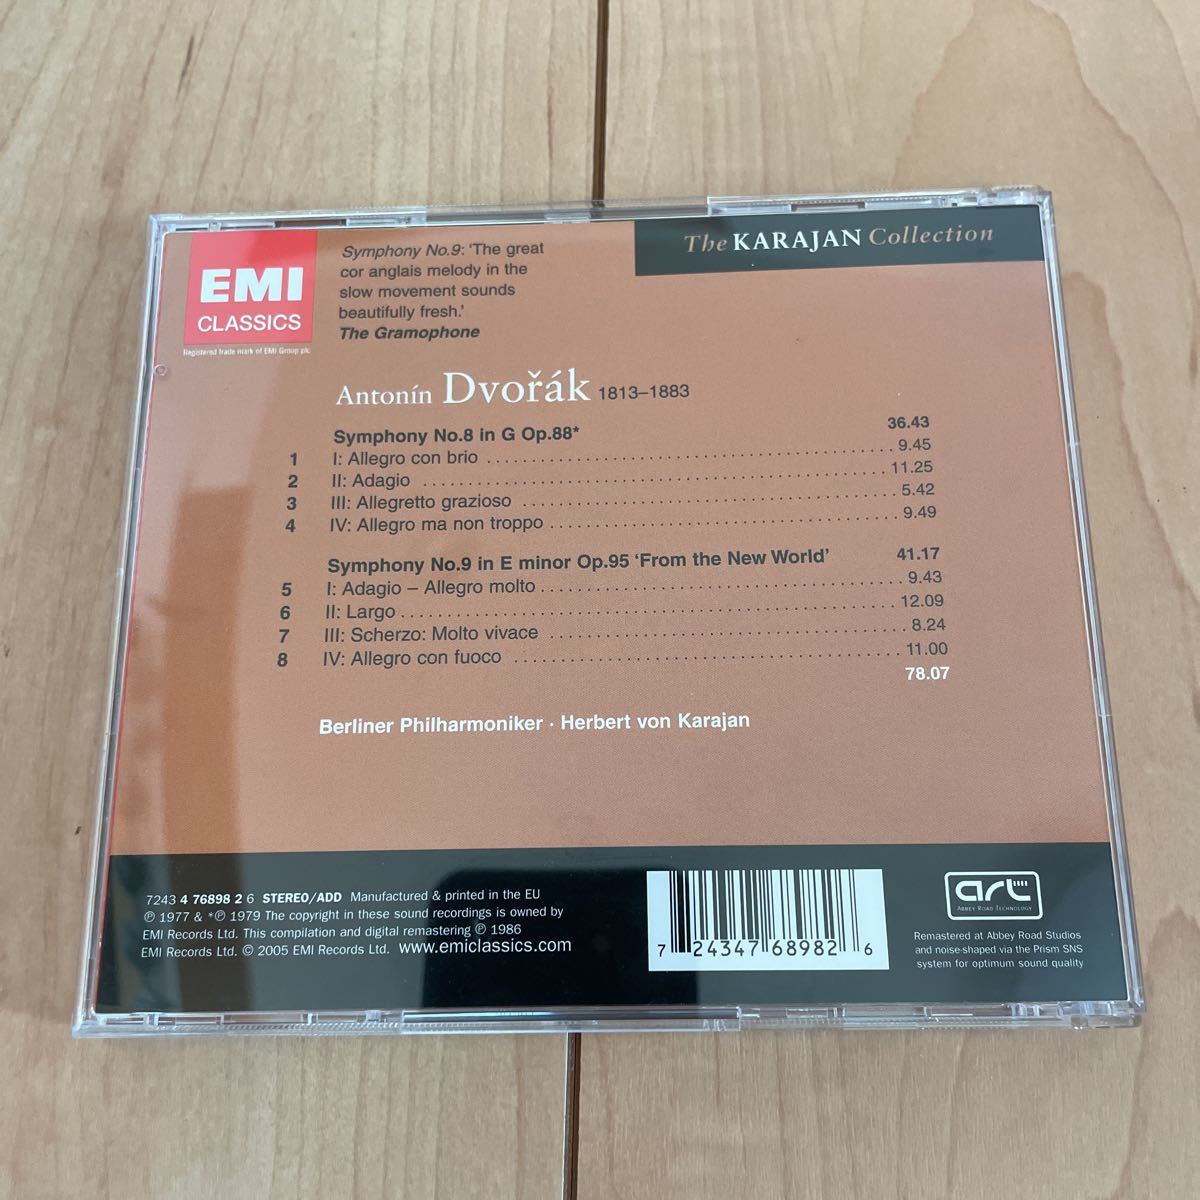 EMI
CLASSICS
Registered trade mark of EMI Group plc.
Symphony No.9: 'The great
cor anglais melody in the
slow movement sounds
beautifully fresh.'
The Gramophone
The KARAJAN Collection
Antonín Dvořák 1813–1883
Symphony No.8 in G Op.88* 36.43
1 I: Allegro con brio 9.45
2 II: Adagio 11.25
3 III: Allegretto grazioso 5.42
4 IV: Allegro ma non troppo 9.49
Symphony No.9 in E minor Op.95 'From the New World' 41.17
5 I: Adagio – Allegro molto 9.43
6 II: Largo 12.09
7 III: Scherzo: Molto vivace 8.24
8 IV: Allegro con fuoco 11.00
78.07
Berliner Philharmoniker · Herbert von Karajan
7243 4 76898 2 6 STEREO/ADD Manufactured & printed in the EU
℗ 1977 & *℗ 1979 The copyright in these sound recordings is owned by
EMI Records Ltd. This compilation and digital remastering ℗ 1986
EMI Records Ltd. © 2005 EMI Records Ltd. www.emiclassics.com
7 24347 68982 6
art
ABBEY ROAD TECHNOLOGY
Remastered at Abbey Road Studios
and noise-shaped via the Prism SNS
system for optimum sound quality